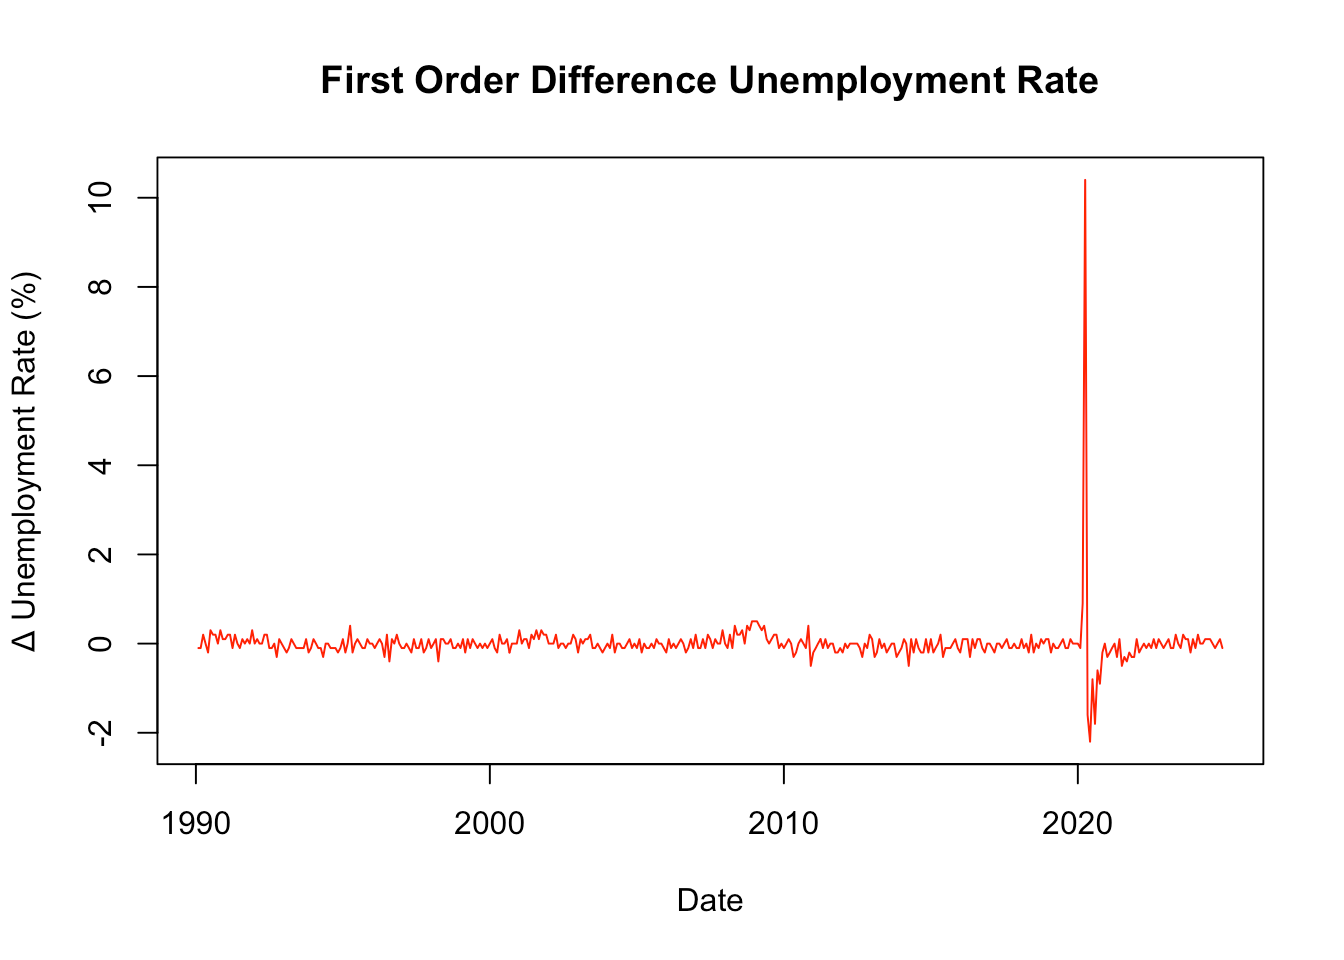 First Order Difference Unemployment Rate
Δ Unemployment Rate (%)
10
8
6
4
2
0
-2
1990 2000 2010 2020
Date